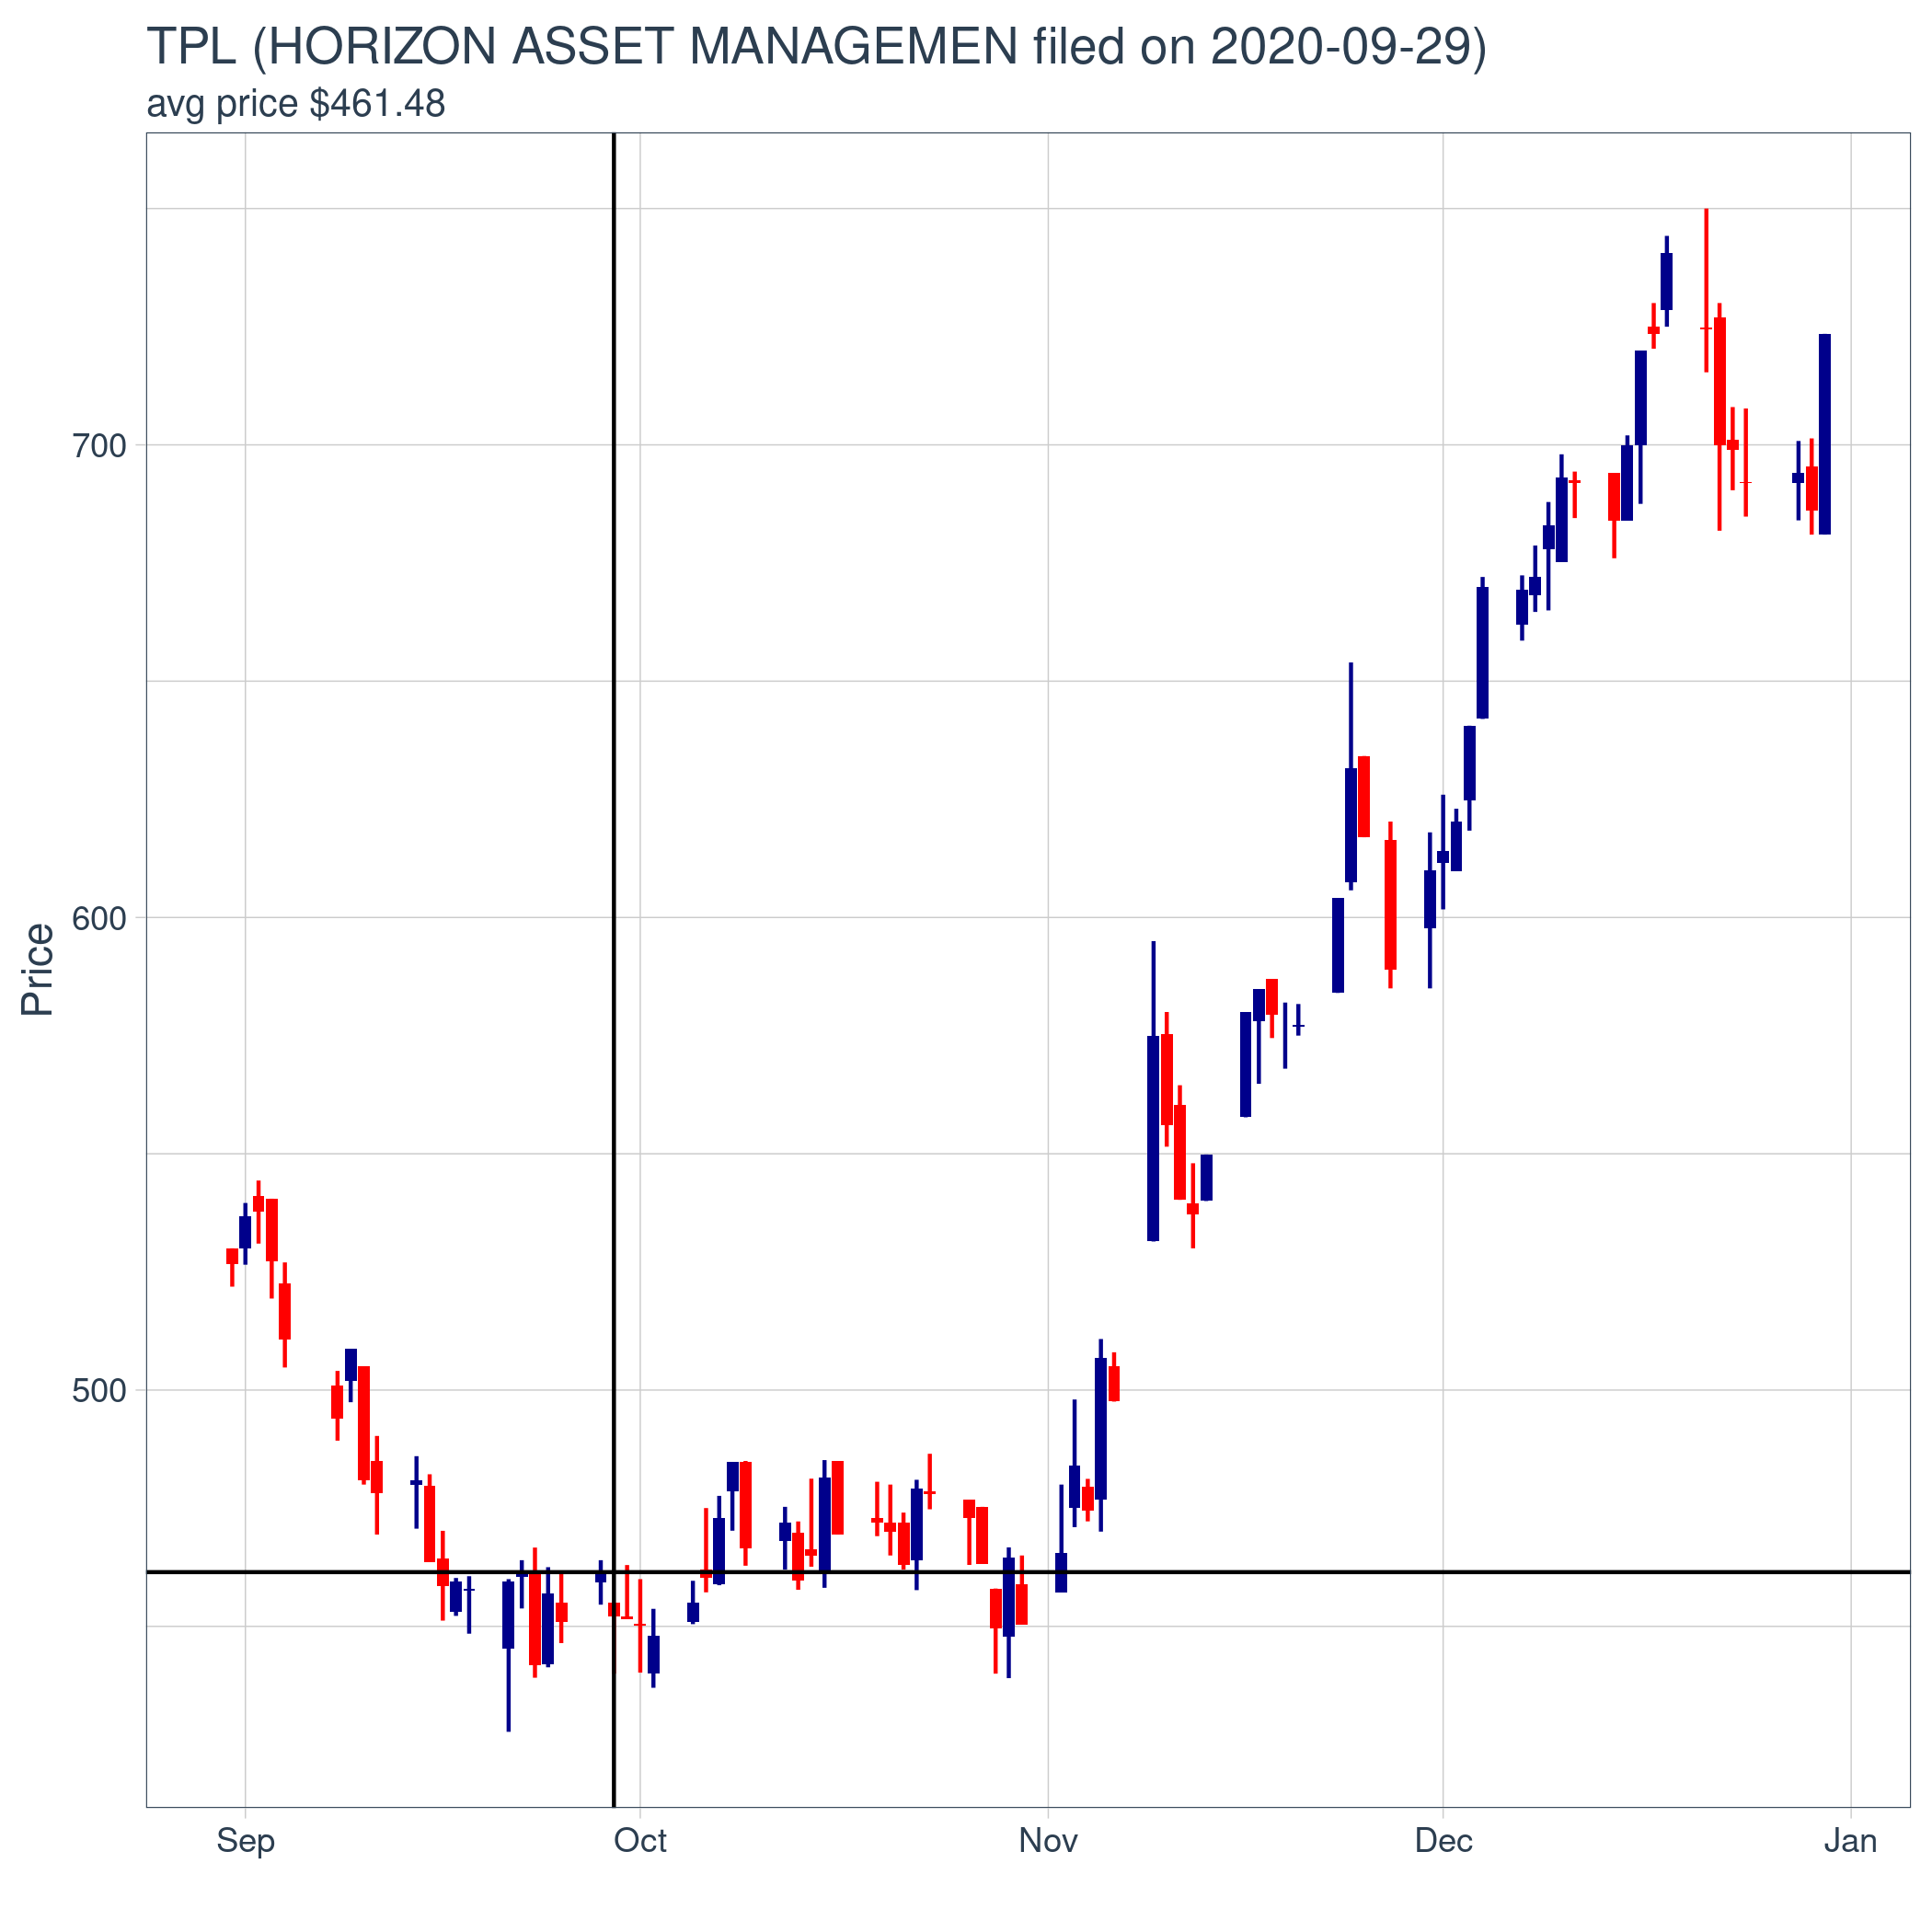 TPL (HORIZON ASSET MANAGEMEN filed on 2020-09-29)
avg price $461.48
700
600
500
Price
Sep Oct Nov Dec Jan